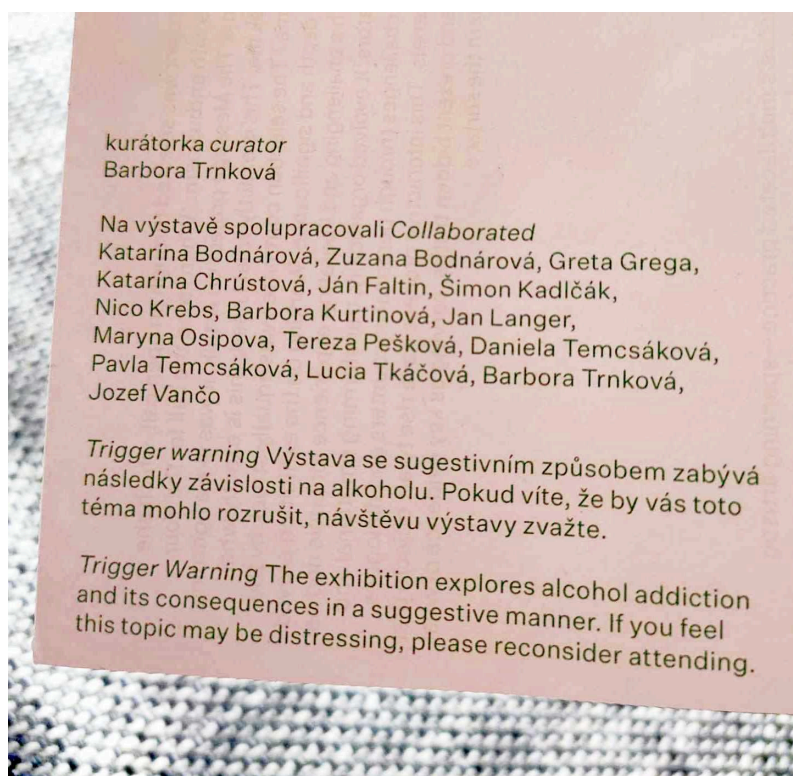 kurátorka curator
Barbora Trnková
Na výstavě spolupracovali Collaborated
Katarína Bodnárová, Zuzana Bodnárová, Greta Grega,
Katarína Chrústová, Ján Faltin, Šimon Kadlčák,
Nico Krebs, Barbora Kurtinová, Jan Langer,
Maryna Osipova, Tereza Pešková, Daniela Temcsáková,
Pavla Temcsáková, Lucia Tkáčová, Barbora Trnková,
Jozef Vančo
Trigger warning Výstava se sugestivním způsobem zabývá
následky závislosti na alkoholu. Pokud víte, že by vás toto
téma mohlo rozrušit, návštěvu výstavy zvažte.
Trigger Warning The exhibition explores alcohol addiction
and its consequences in a suggestive manner. If you feel
this topic may be distressing, please reconsider attending.